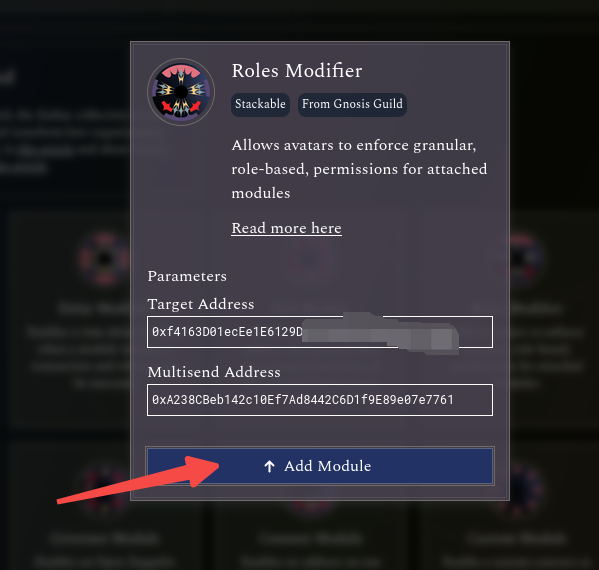 Roles Modifier
Stackable
From Gnosis Guild
Allows avatars to enforce granular,
role-based, permissions for attached
modules
Read more here
Parameters
Target Address
0xf4163D01ecEe1E6129D
Multisend Address
0xA238CBeb142c10Ef7Ad8442C6D1f9E89e07e7761
Add Module